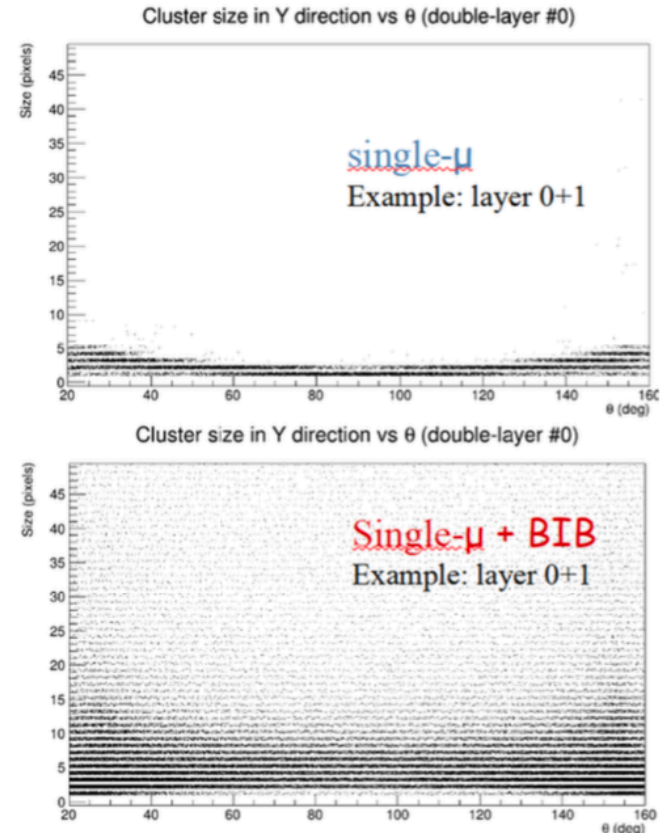 Cluster size in Y direction vs θ (double-layer #0)
Size (pixels)
45
40
35
30
25
20
15
10
5
0
single-μ
Example: layer 0+1
20 40 60 80 100 120 140 160
θ (deg)
Cluster size in Y direction vs θ (double-layer #0)
Size (pixels)
45
40
35
30
25
20
15
10
5
0
Single-μ + BIB
Example: layer 0+1
20 40 60 80 100 120 140 160
θ (deg)